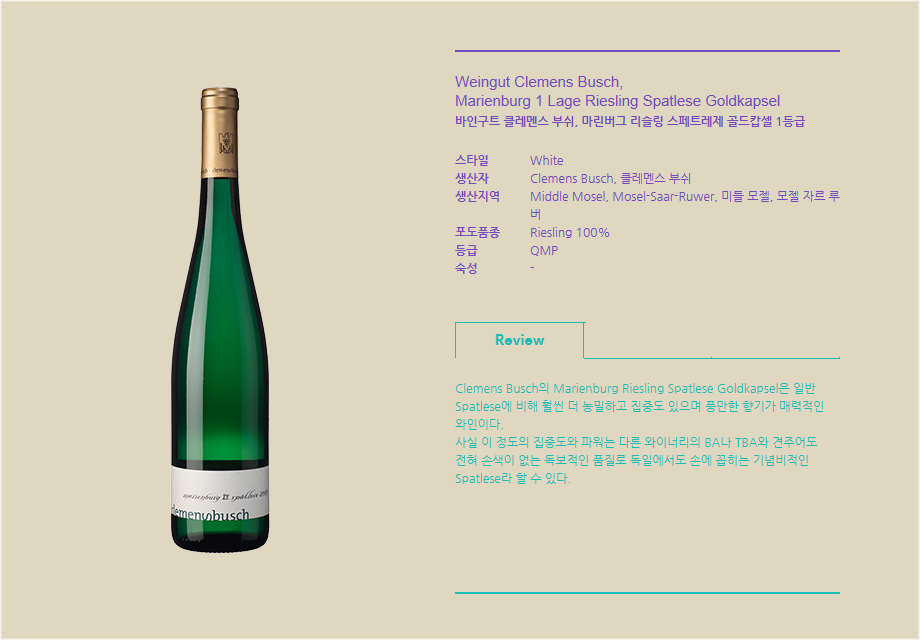 Weingut Clemens Busch,
Marienburg 1 Lage Riesling Spatlese Goldkapsel
바인구트 클레멘스 부쉬, 마린버그 리슬링 스페트레제 골드캅셀 1등급
스타일 White
생산자 Clemens Busch, 클레멘스 부쉬
생산지역 Middle Mosel, Mosel-Saar-Ruwer, 미들 모젤, 모젤 자르 루
버
포도품종 Riesling 100%
등급 QMP
숙성 -
Review
Clemens Busch의 Marienburg Riesling Spatlese Goldkapsel은 일반
Spatlese에 비해 훨씬 더 농밀하고 집중도 있으며 풍만한 향기가 매력적인
와인이다.
사실 이 정도의 집중도와 파워는 다른 와이너리의 BA나 TBA와 견주어도
전혀 손색이 없는 독보적인 품질로 독일에서도 손에 꼽히는 기념비적인
Spatlese라 할 수 있다.
marienburg spätlese
clemensbusch